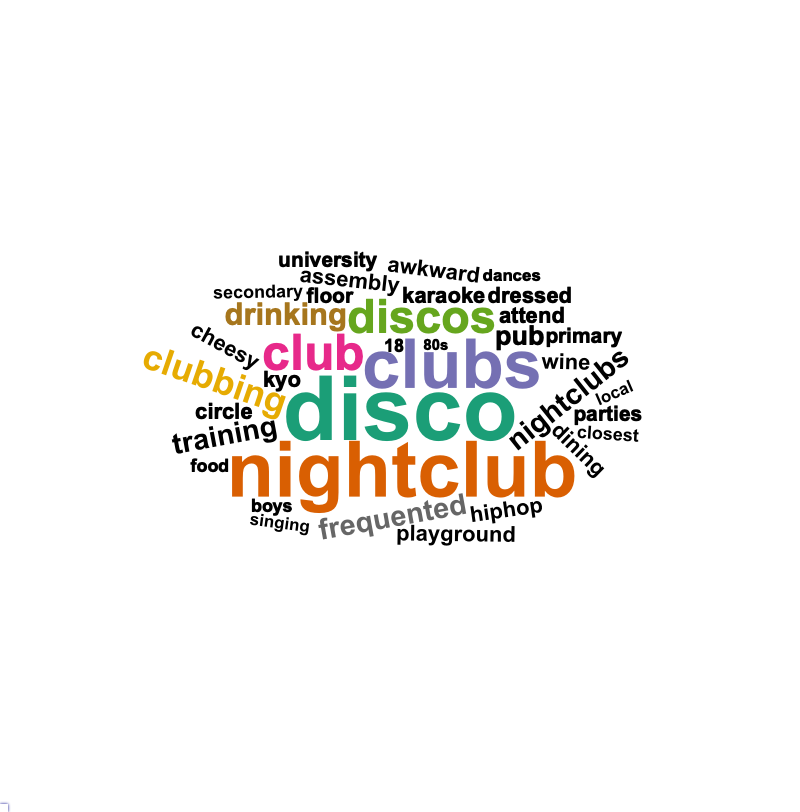 university
awkward
dances
assembly
secondary
floor
karaoke
dressed
drinking
discos
attend
cheesy
club
18
80s
pub
primary
clubbing
kyo
clubs
wine
nightclubs
local
circle
disco
parties
training
dining
closest
food
nightclub
boys
singing
frequented
hiphop
playground